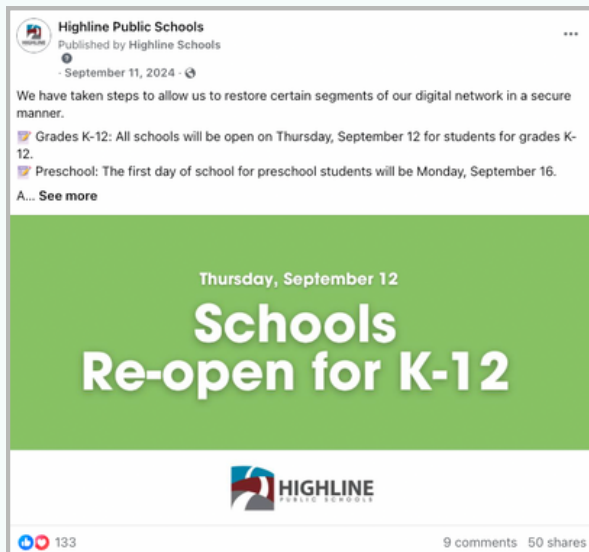 Highline Public Schools
Published by Highline Schools
· September 11, 2024 ·
We have taken steps to allow us to restore certain segments of our digital network in a secure
manner.
Grades K-12: All schools will be open on Thursday, September 12 for students for grades K-
12.
Preschool: The first day of school for preschool students will be Monday, September 16.
A... See more
Thursday, September 12
Schools
Re-open for K-12
HIGHLINE
PUBLIC SCHOOLS
133
9 comments 50 shares